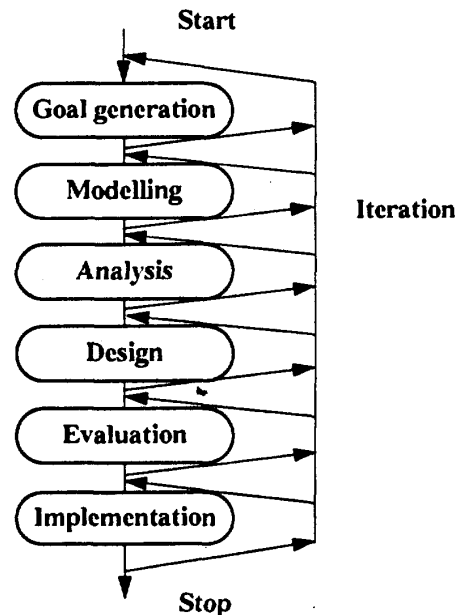 Start
Goal generation
Modelling
Iteration
Analysis
Design
Evaluation
Implementation
Stop